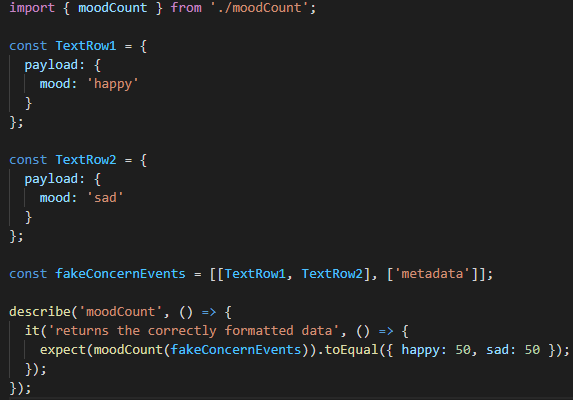 import { moodCount } from './moodCount';
const TextRow1 = {
payload: {
mood: 'happy'
}
};
const TextRow2 = {
payload: {
mood: 'sad'
}
};
const fakeConcernEvents = [[TextRow1, TextRow2], ['metadata']];
describe('moodCount', () => {
it('returns the correctly formatted data', () => {
expect(moodCount(fakeConcernEvents)).toEqual({ happy: 50, sad: 50 });
});
});